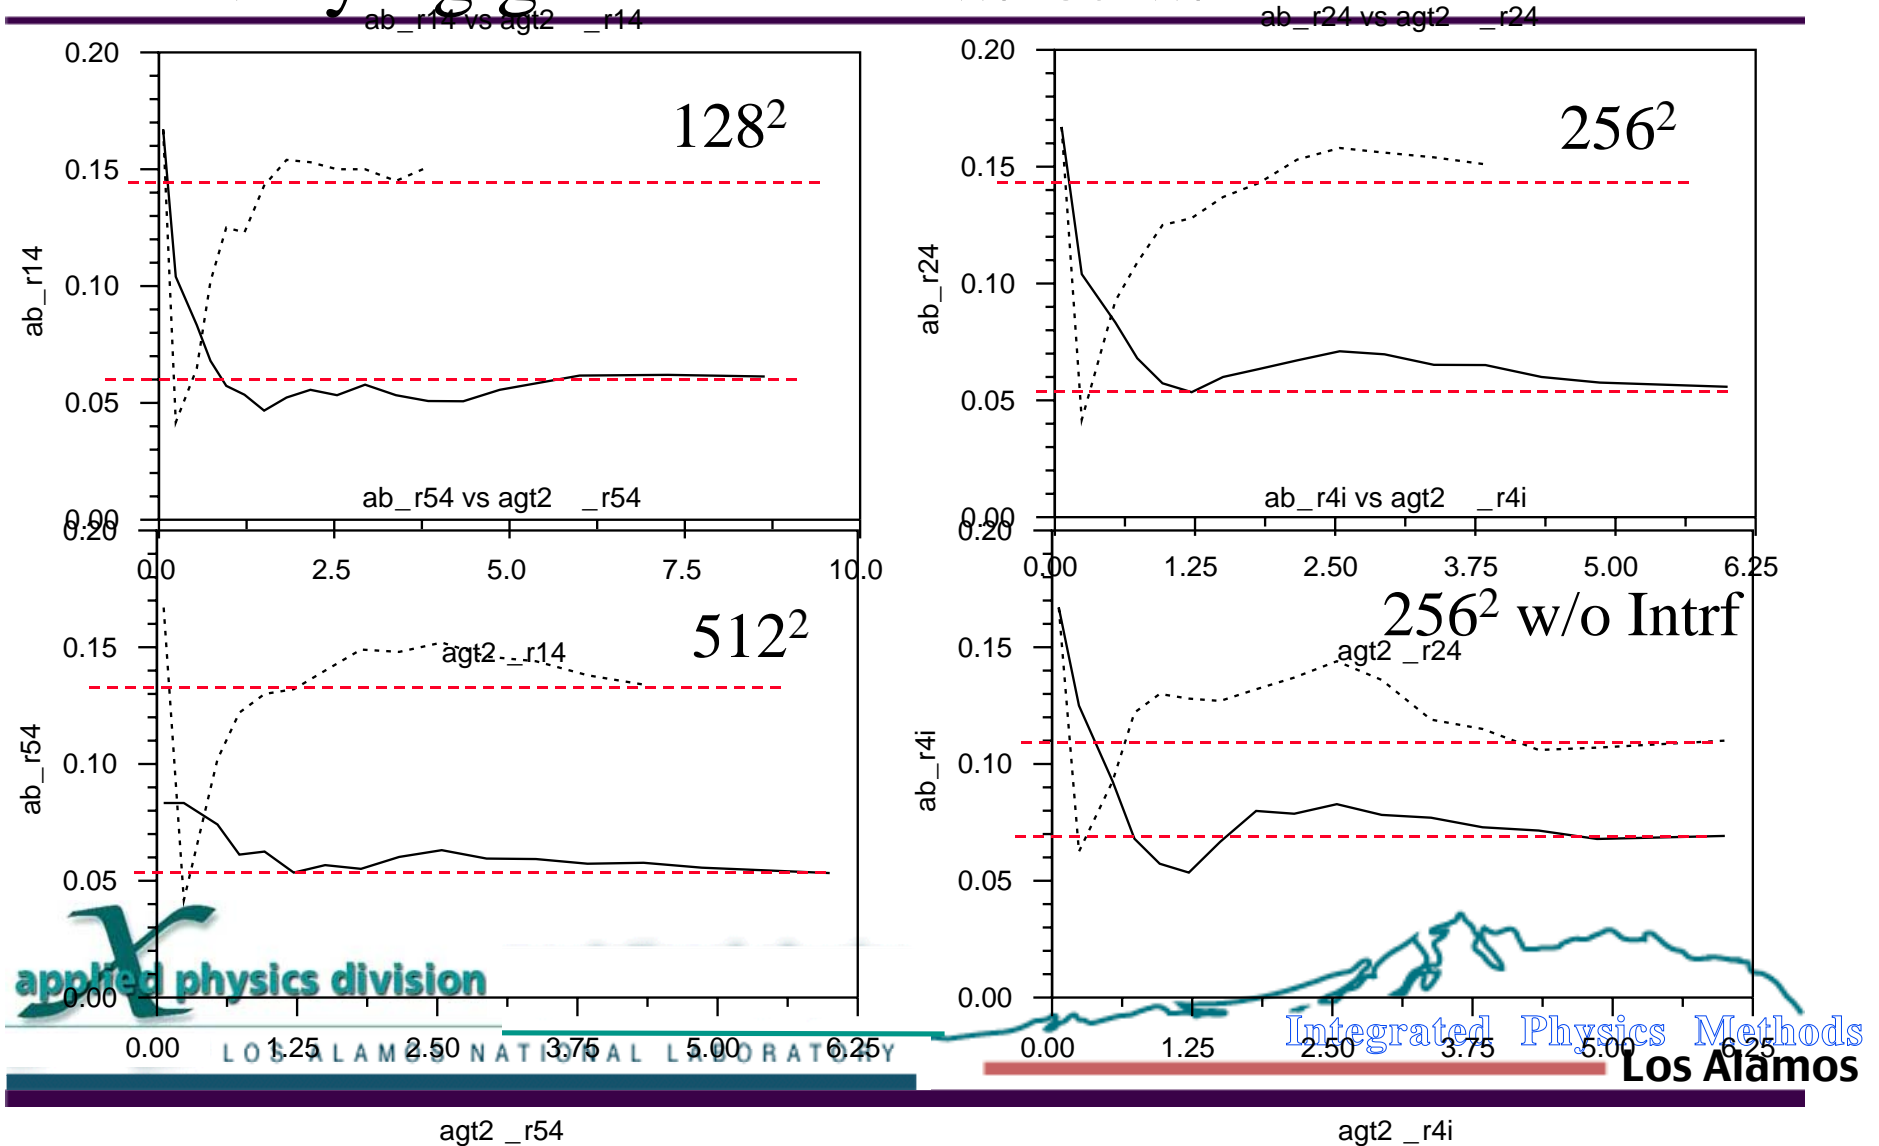 ab_r14 vs agt2 _r14
ab_r24 vs agt2 _r24
0.20
0.15
0.10
0.05
0.00
ab_r14
128²
0.0
2.5
5.0
7.5
10.0
agt2 _r14
0.20
0.15
0.10
0.05
0.00
ab_r24
256²
0.00
1.25
2.50
3.75
5.00
6.25
agt2 _r24
ab_r54 vs agt2 _r54
0.20
0.15
0.10
0.05
0.00
ab_r54
512²
0.00
1.25
2.50
3.75
5.00
6.25
agt2 _r54
ab_r4i vs agt2 _r4i
0.20
0.15
0.10
0.05
0.00
ab_r4i
256² w/o Intrf
0.00
1.25
2.50
3.75
5.00
6.25
agt2 _r4i
applied physics division
LOS ALAMOS NATIONAL LABORATORY
Integrated Physics Methods
Los Alamos